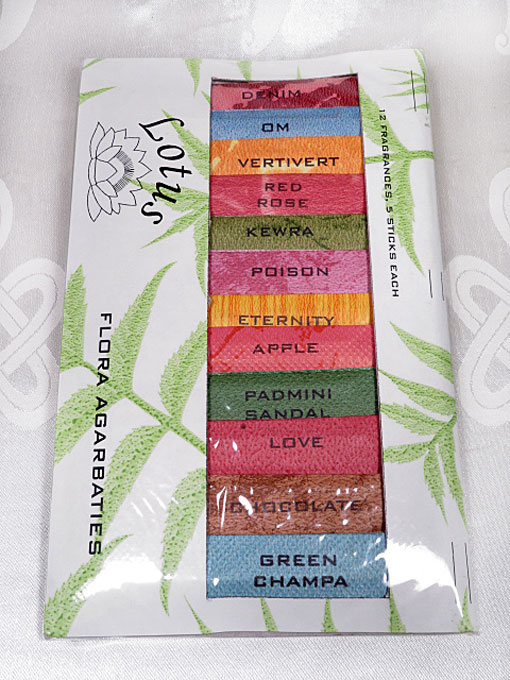 Lotus
FLORA AGARBATIES
DENIM
OM
VERTIVERT
RED
ROSE
KEWRA
POISON
ETERNITY
APPLE
PADMINI
SANDAL
LOVE
CHOCOLATE
GREEN
CHAMPA
12 FRAGRANCES, 5 STICKS EACH